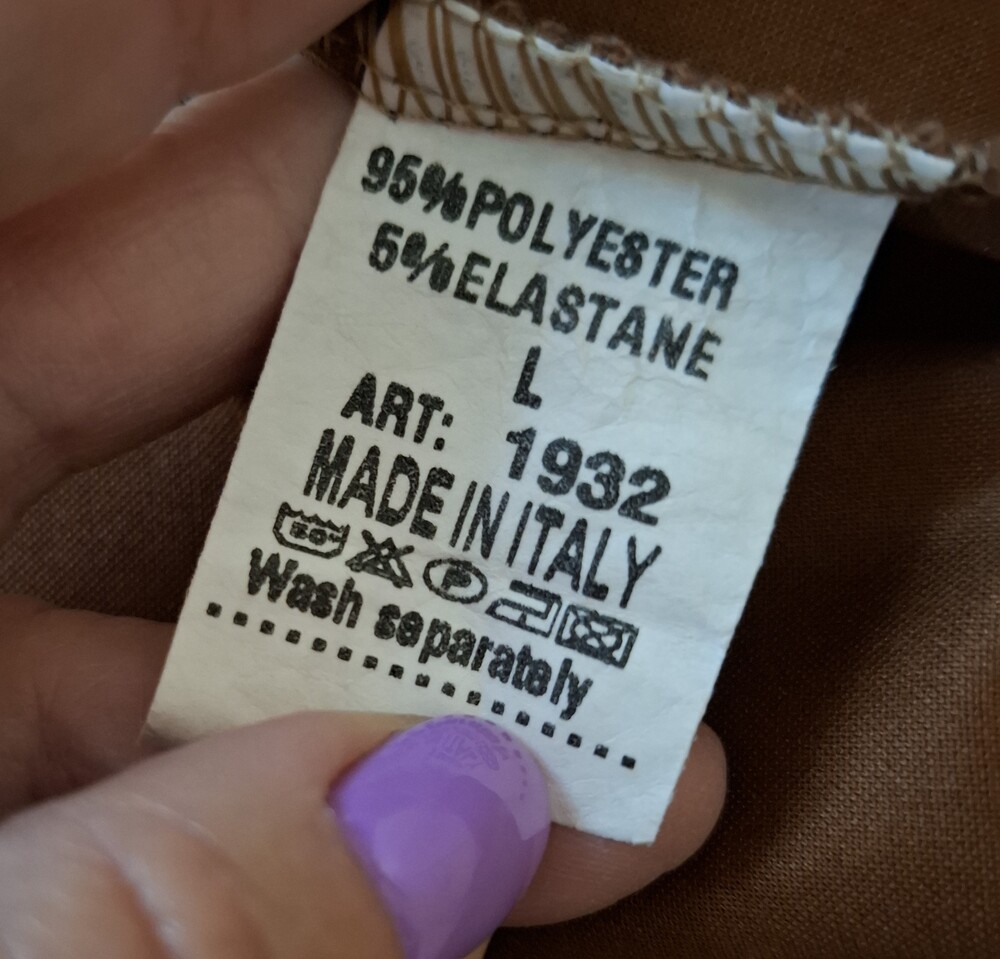 95%POLYESTER
5%ELASTANE
L
ART: 1932
MADE IN ITALY
P
Wash separately